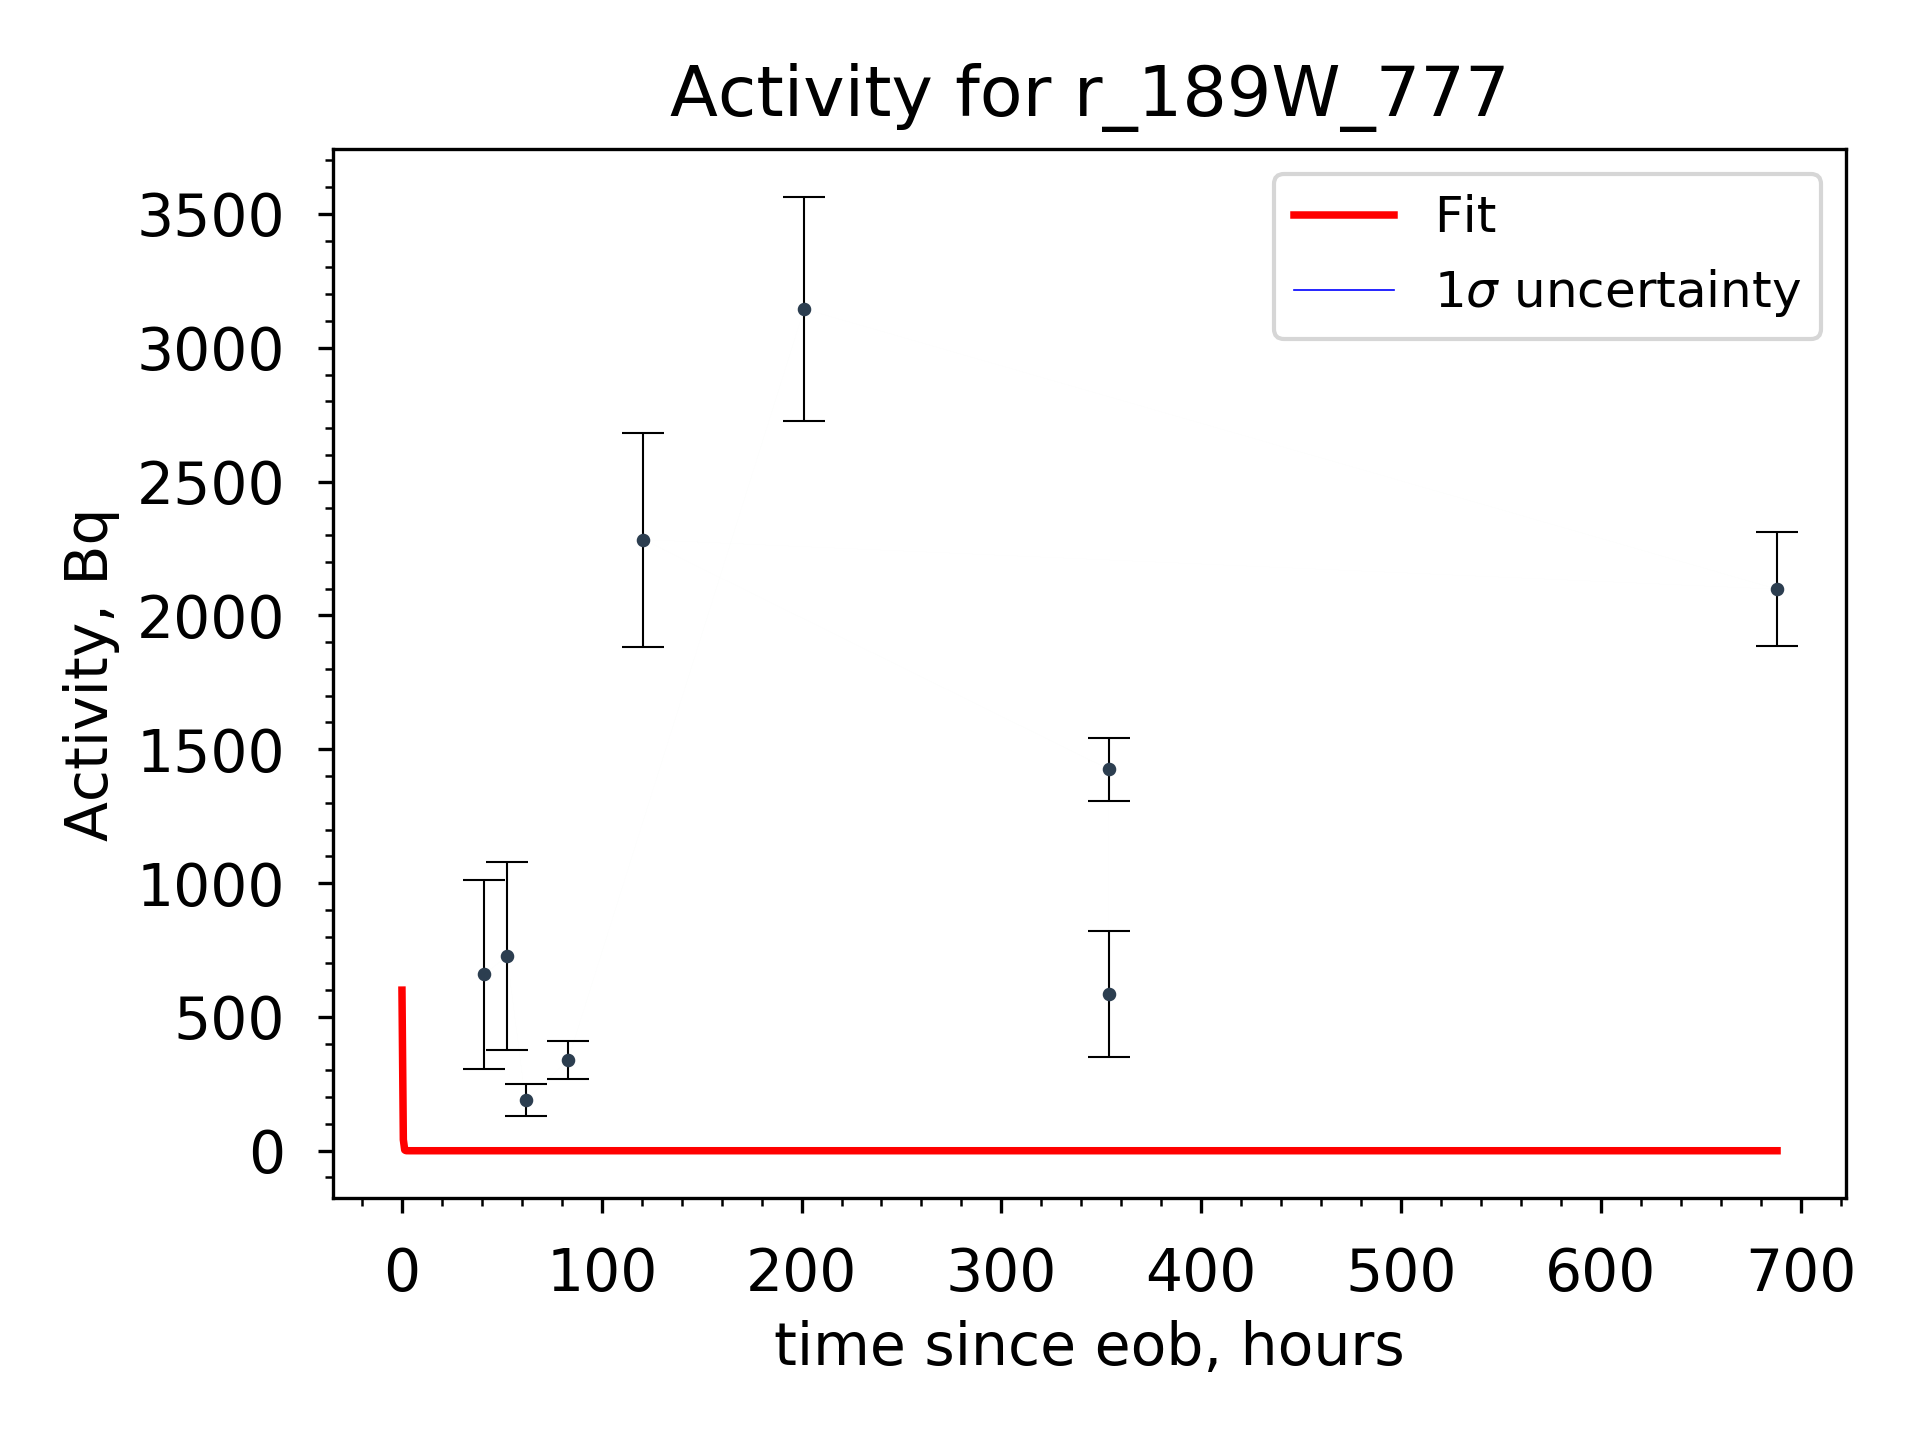 Activity for r_189W_777
Fit
1σ uncertainty
Activity, Bq
3500
3000
2500
2000
1500
1000
500
0
0 100 200 300 400 500 600 700
time since eob, hours